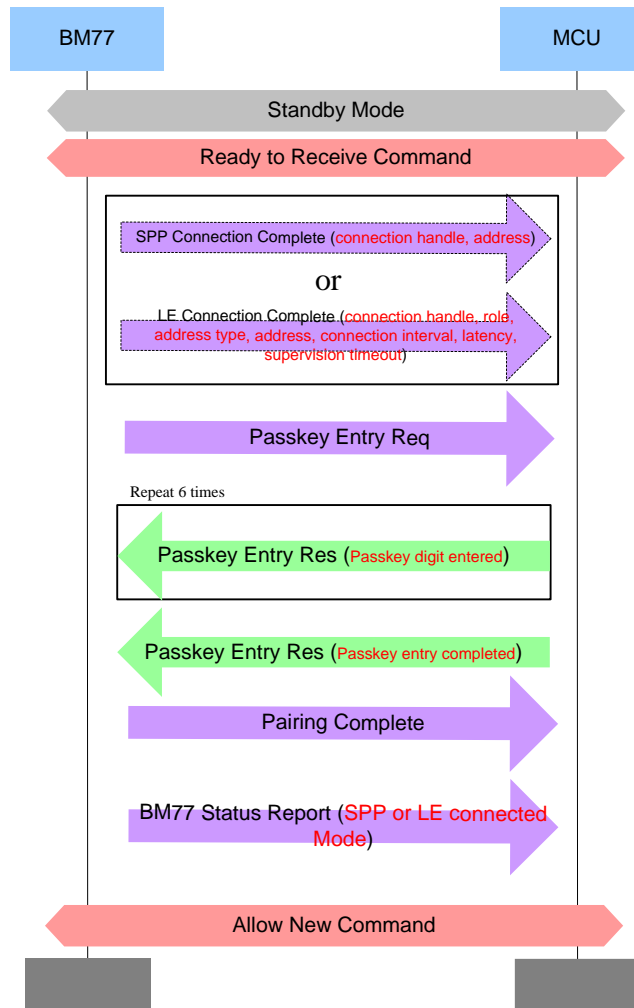 BM77
MCU
Standby Mode
Ready to Receive Command
SPP Connection Complete (connection handle, address)
or
LE Connection Complete (connection handle, role,
address type, address, connection interval, latency,
supervision timeout)
Passkey Entry Req
Repeat 6 times
Passkey Entry Res (Passkey digit entered)
Passkey Entry Res (Passkey entry completed)
Pairing Complete
BM77 Status Report (SPP or LE connected
Mode)
Allow New Command